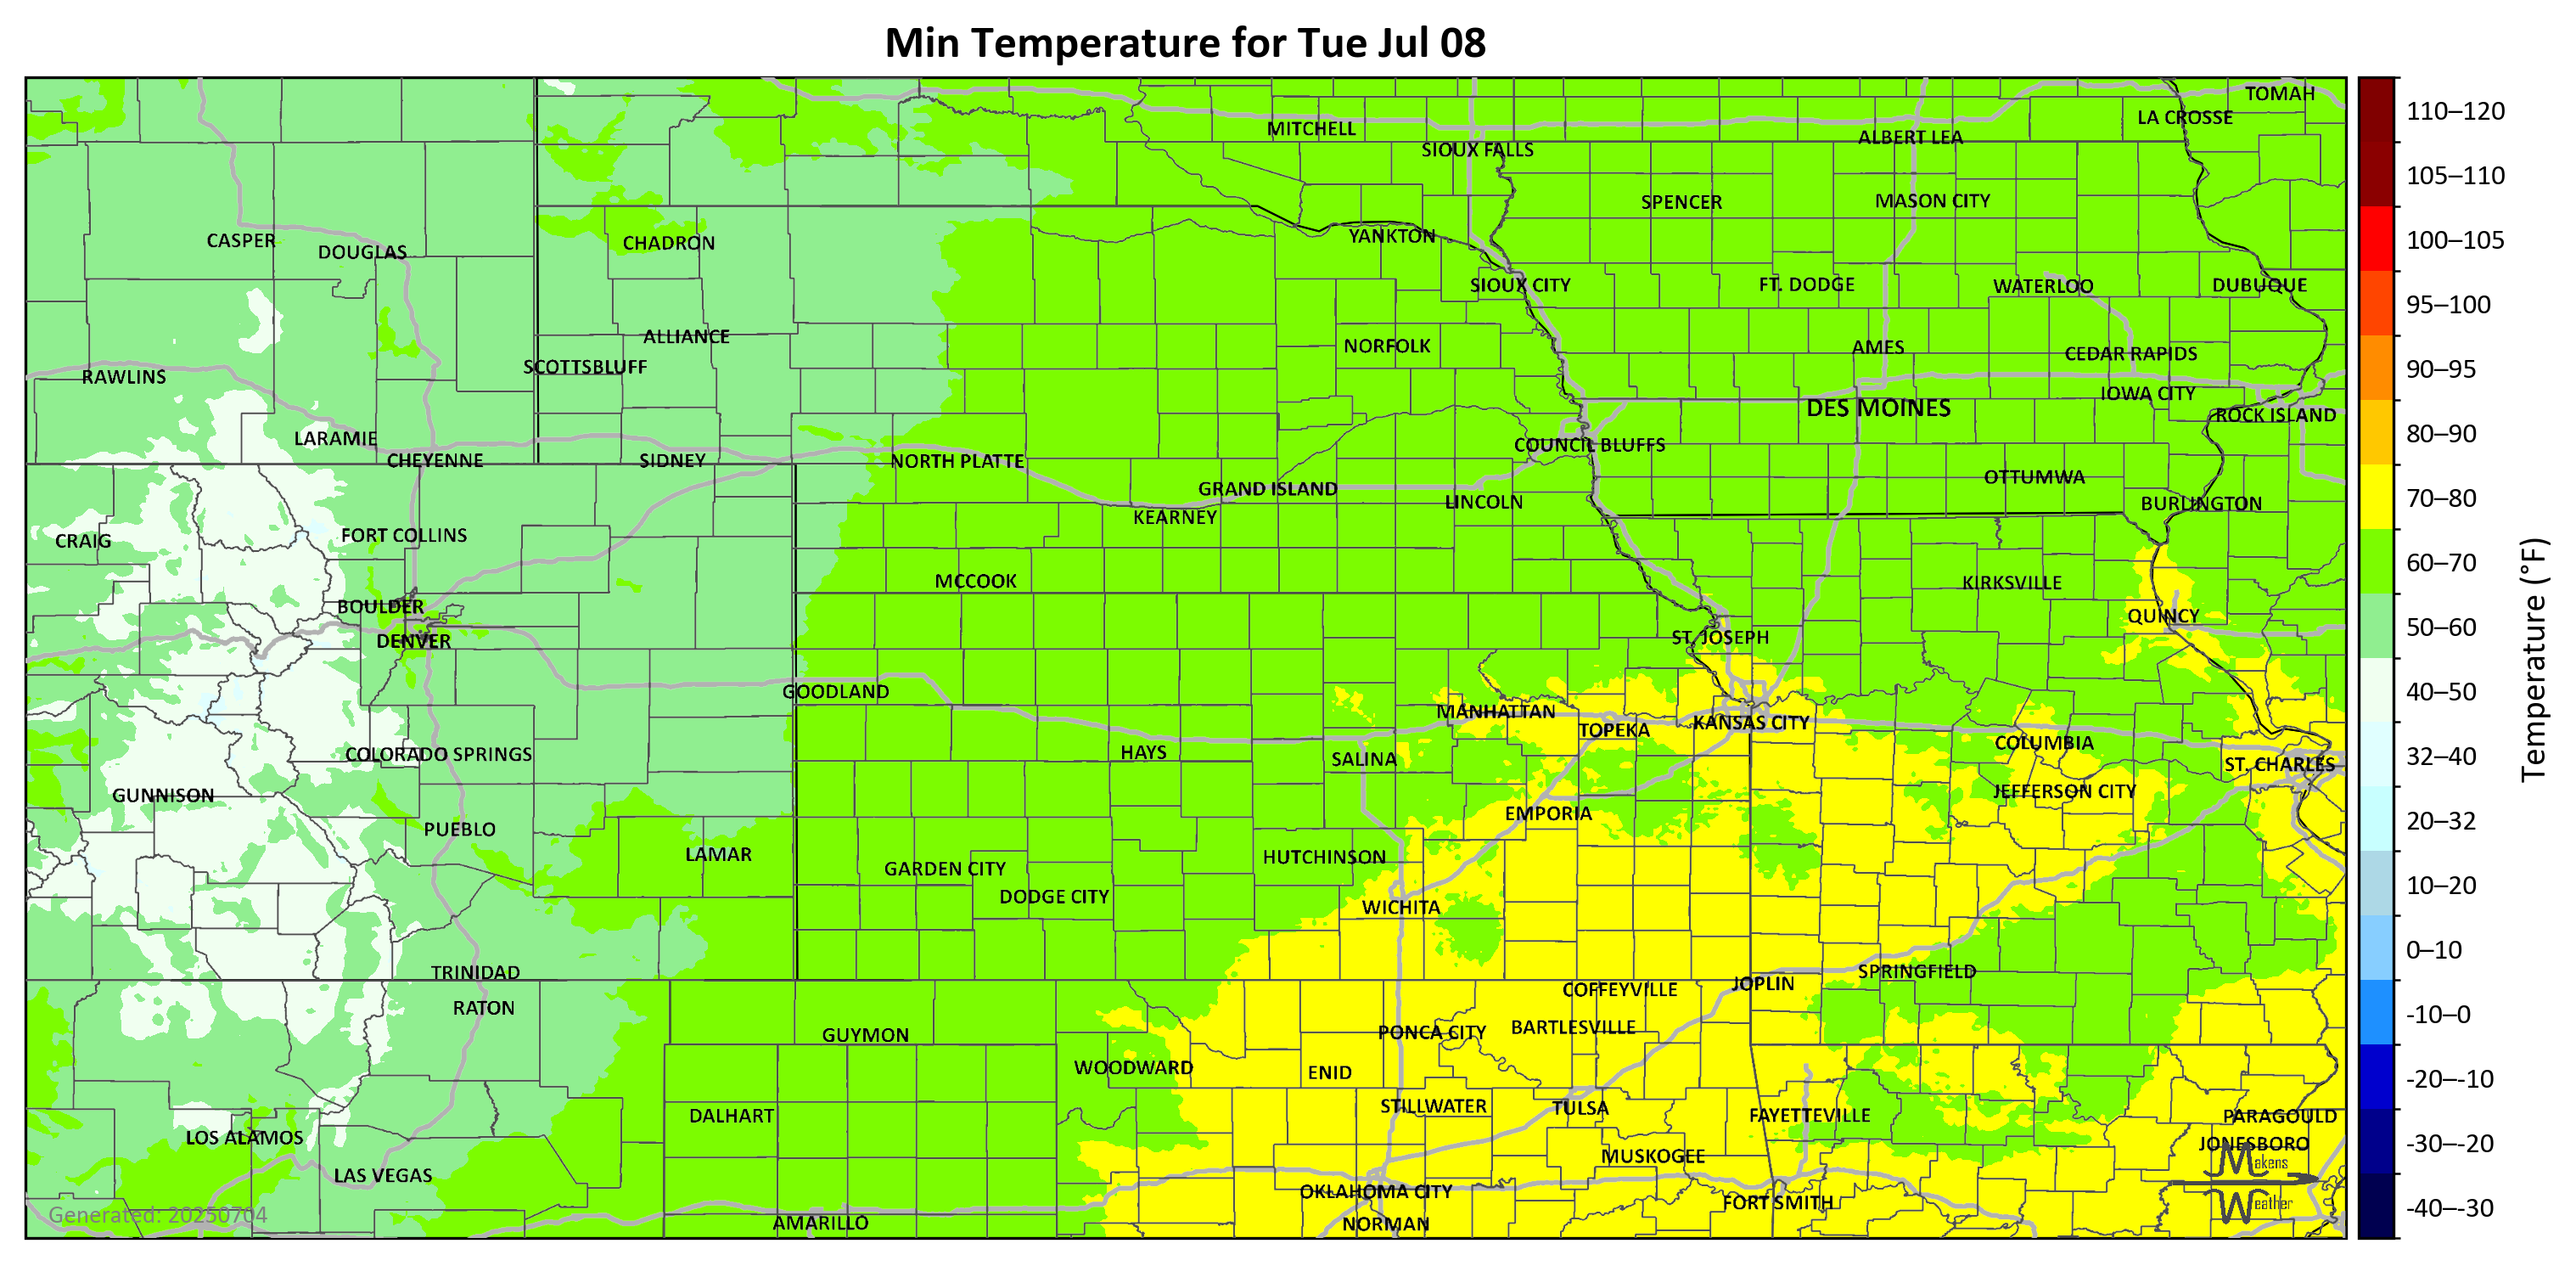 Min Temperature for Tue Jul 08
TOMAH
LA CROSSE
MITCHELL
ALBERT LEA
SIOUX FALLS
SPENCER
MASON CITY
CASPER
DOUGLAS
CHADRON
YANKTON
SIOUX CITY
FT. DODGE
WATERLOO
DUBUQUE
ALLIANCE
SCOTTSBLUFF
NORFOLK
AMES
CEDAR RAPIDS
RAWLINS
IOWA CITY
DES MOINES
ROCK ISLAND
LARAMIE
CHEYENNE
SIDNEY
NORTH PLATTE
COUNCIL BLUFFS
OTTUMWA
GRAND ISLAND
LINCOLN
BURLINGTON
KEARNEY
CRAIG
FORT COLLINS
MCCOOK
KIRKSVILLE
BOULDER
QUINCY
DENVER
ST. JOSEPH
GOODLAND
MANHATTAN
TOPEKA
KANSAS CITY
COLORADO SPRINGS
HAYS
SALINA
COLUMBIA
ST. CHARLES
GUNNISON
JEFFERSON CITY
PUEBLO
EMPORIA
LAMAR
HUTCHINSON
GARDEN CITY
DODGE CITY
WICHITA
TRINIDAD
SPRINGFIELD
JOPLIN
RATON
COFFEYVILLE
GUYMON
PONCA CITY
BARTLESVILLE
WOODWARD
ENID
DALHART
STILLWATER
TULSA
FAYETTEVILLE
PARAGOULD
LOS ALAMOS
JONESBORO
LAS VEGAS
MUSKOGEE
OKLAHOMA CITY
FORT SMITH
AMARILLO
NORMAN
Generated: 20250704
Makens
Weather
110–120
105–110
100–105
95–100
90–95
80–90
70–80
60–70
50–60
40–50
32–40
20–32
10–20
0–10
-10–0
-20–-10
-30–-20
-40–-30
Temperature (°F)